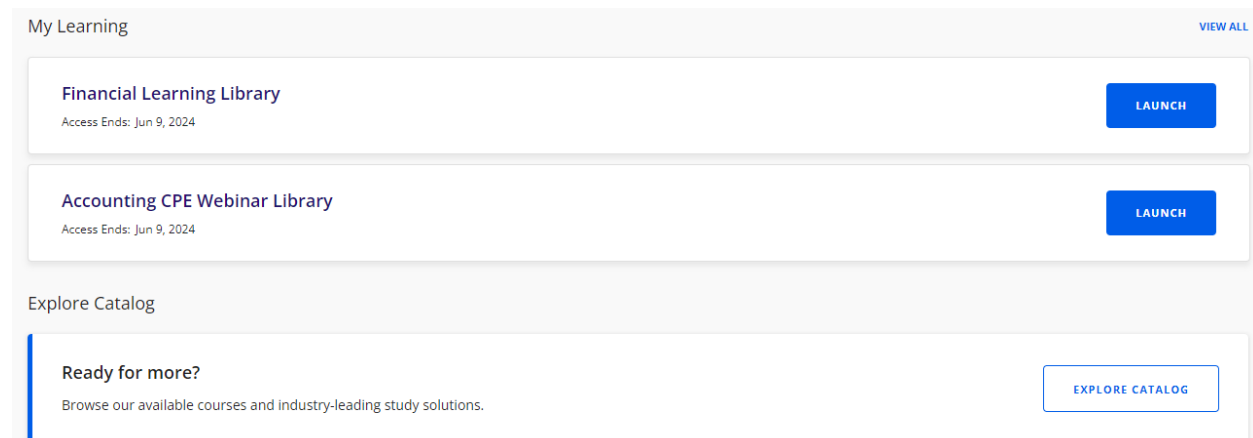 My Learning
VIEW ALL
Financial Learning Library
Access Ends: Jun 9, 2024
LAUNCH
Accounting CPE Webinar Library
Access Ends: Jun 9, 2024
LAUNCH
Explore Catalog
Ready for more?
Browse our available courses and industry-leading study solutions.
EXPLORE CATALOG